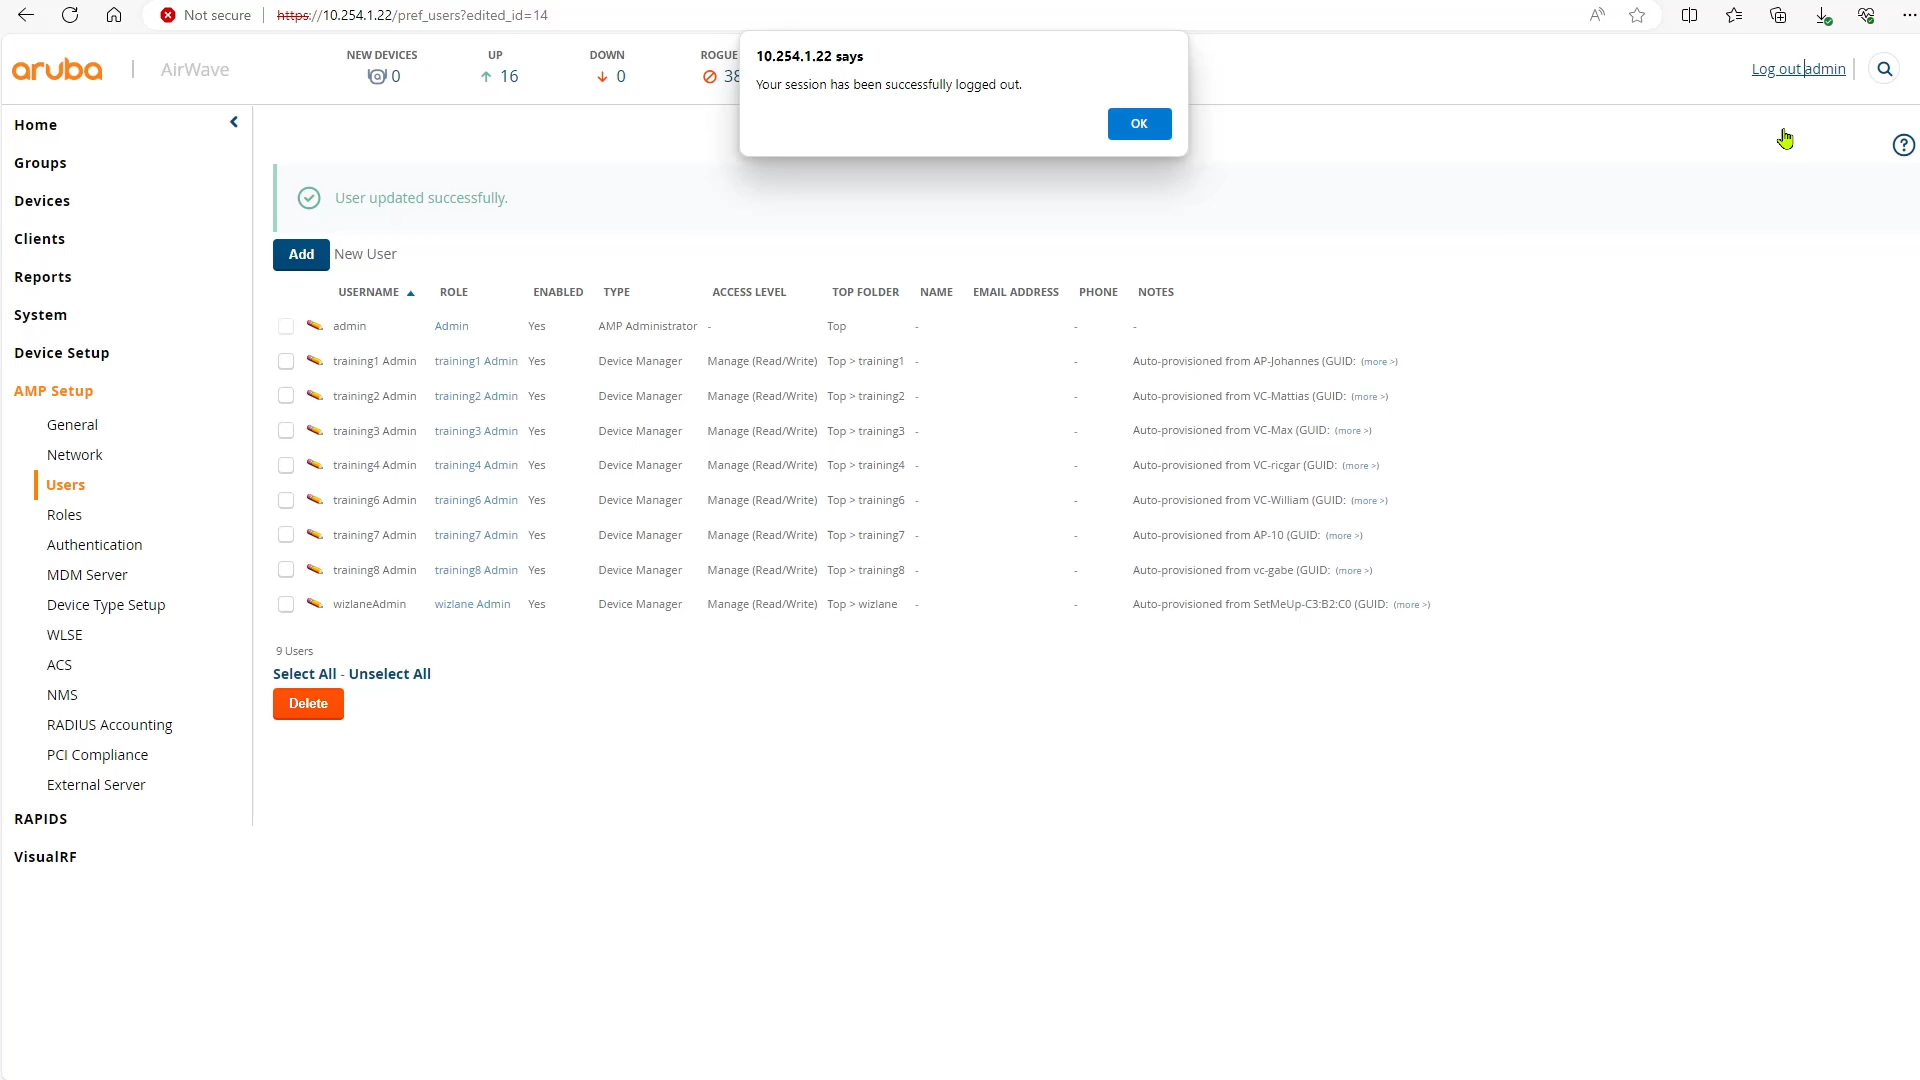 Not secure https://10.254.1.22/pref_users?edited_id=14
aruba AirWave
NEW DEVICES UP DOWN ROGUE
0 16 0 38
10.254.1.22 says
Your session has been successfully logged out.
OK
Log out admin
Home
Groups
Devices
Clients
Reports
System
Device Setup
AMP Setup
General
Network
Users
Roles
Authentication
MDM Server
Device Type Setup
WLSE
ACS
NMS
RADIUS Accounting
PCI Compliance
External Server
RAPIDS
VisualRF
User updated successfully.
Add New User
USERNAME ROLE ENABLED TYPE ACCESS LEVEL TOP FOLDER NAME EMAIL ADDRESS PHONE NOTES
admin Admin Yes AMP Administrator - Top - - -
training1 Admin training1 Admin Yes Device Manager Manage (Read/Write) Top > training1 - - Auto-provisioned from AP-Johannes (GUID: (more >)
training2 Admin training2 Admin Yes Device Manager Manage (Read/Write) Top > training2 - - Auto-provisioned from VC-Mattias (GUID: (more >)
training3 Admin training3 Admin Yes Device Manager Manage (Read/Write) Top > training3 - - Auto-provisioned from VC-Max (GUID: (more >)
training4 Admin training4 Admin Yes Device Manager Manage (Read/Write) Top > training4 - - Auto-provisioned from VC-ricgar (GUID: (more >)
training6 Admin training6 Admin Yes Device Manager Manage (Read/Write) Top > training6 - - Auto-provisioned from VC-William (GUID: (more >)
training7 Admin training7 Admin Yes Device Manager Manage (Read/Write) Top > training7 - - Auto-provisioned from AP-10 (GUID: (more >)
training8 Admin training8 Admin Yes Device Manager Manage (Read/Write) Top > training8 - - Auto-provisioned from vc-gabe (GUID: (more >)
wizlaneAdmin wizlane Admin Yes Device Manager Manage (Read/Write) Top > wizlane - - Auto-provisioned from SetMeUp-C3:B2:C0 (GUID: (more >)
9 Users
Select All - Unselect All
Delete